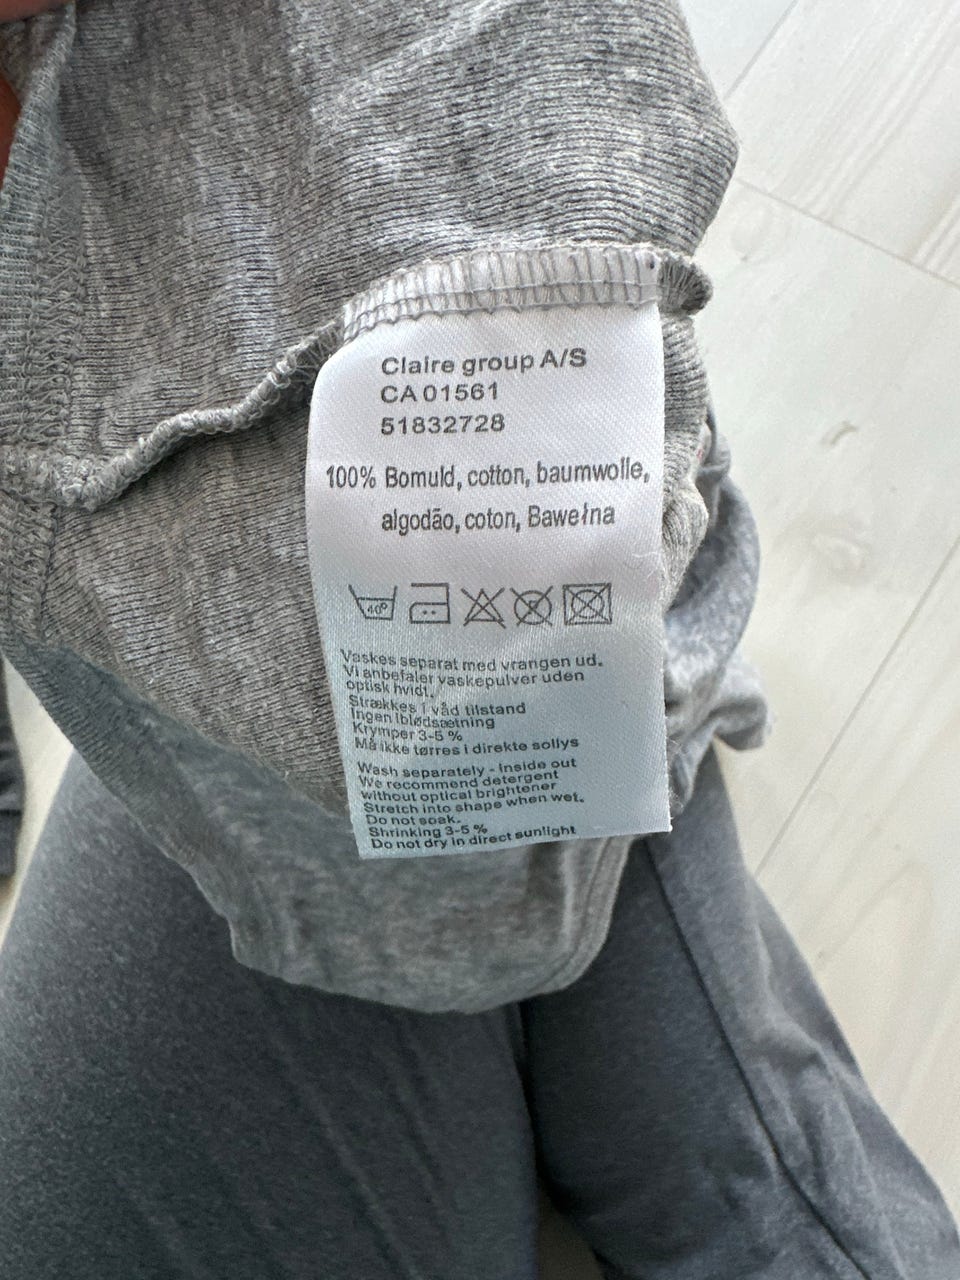 Claire group A/S
CA 01561
51832728
100% Bomuld, cotton, baumwolle,
algodão, coton, Bawełna
40°
Vaskes separat med vrangen ud.
Vi anbefaler vaskepulver uden
optisk hvidt.
Strækkes i våd tilstand
Ingen Iblødsætning
Krymper 3-5 %
Må ikke tørres i direkte sollys
Wash separately - Inside out
We recommend detergent
without optical brightener
Stretch into shape when wet.
Do not soak.
Shrinking 3-5 %
Do not dry in direct sunlight